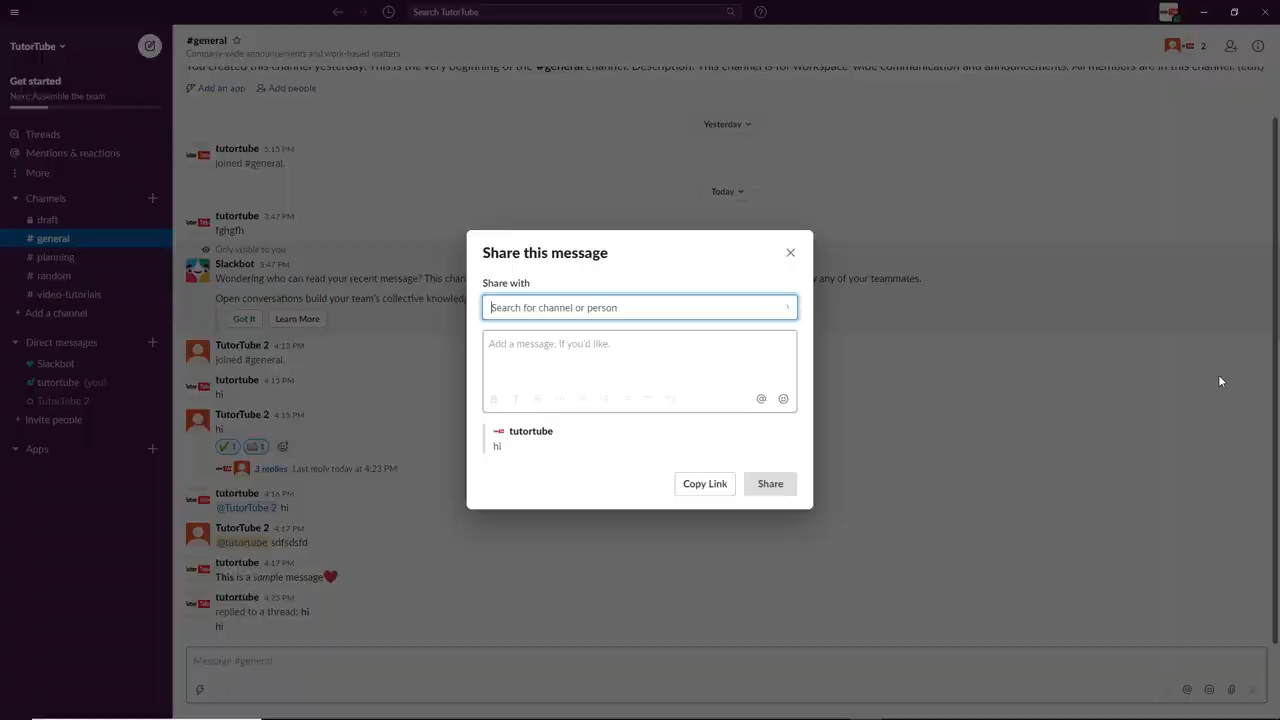 Search TutorTube
TutorTube
#general
Company-wide announcements and work-based matters
2
You created this channel yesterday. This is the very beginning of the #general channel. Description: This channel is for workspace-wide communication and announcements. All members are in this channel. (edit)
Add an app
Add people
Get started
Next: Assemble the team
Threads
Mentions & reactions
More
Channels
draft
# general
# planning
# random
# video-tutorials
+ Add a channel
Direct messages
Slackbot
tutortube (you)
TutorTube 2
+ Invite people
Apps
Yesterday
tutortube 5:15 PM
joined #general.
Today
tutortube 3:47 PM
fghgfh
Only visible to you
Slackbot 3:47 PM
Wondering who can read your recent message? This chan
y any of your teammates.
Open conversations build your team's collective knowledg
Got It
Learn More
TutorTube 2 4:13 PM
joined #general.
tutortube 4:15 PM
hi
TutorTube 2 4:15 PM
hi
1
1
3 replies Last reply today at 4:23 PM
tutortube 4:16 PM
@TutorTube 2 hi
TutorTube 2 4:17 PM
@tutortube sdfsdsfd
tutortube 4:17 PM
This is a sample message
tutortube 4:23 PM
replied to a thread: hi
hi
Message #general
Share this message
Share with
Search for channel or person
Add a message, if you'd like.
tutortube
hi
Copy Link
Share